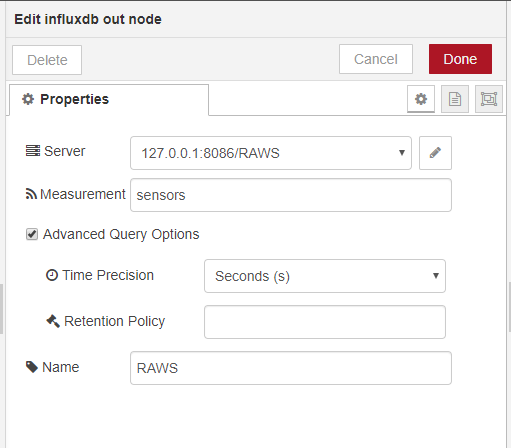 Edit influxdb out node
Delete Cancel Done
Properties
Server 127.0.0.1:8086/RAWS
Measurement sensors
Advanced Query Options
Time Precision Seconds (s)
Retention Policy
Name RAWS